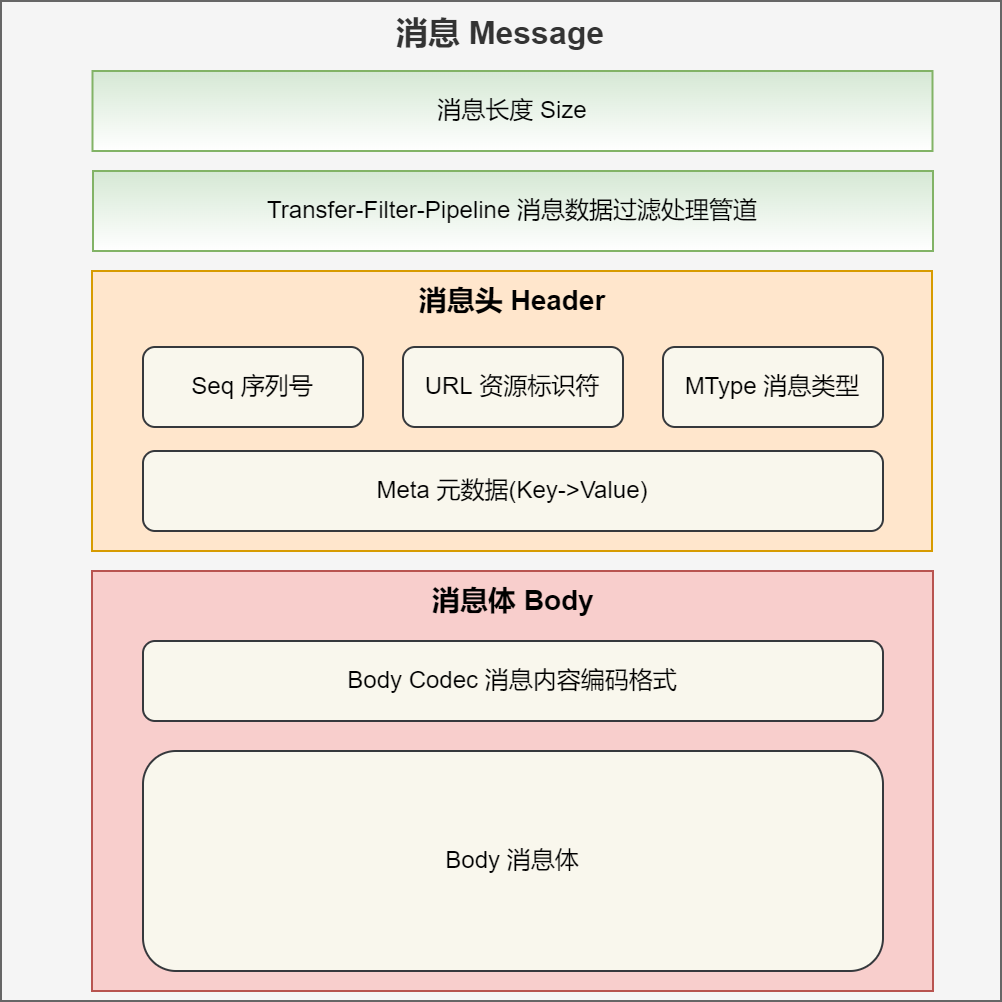 消息 Message
消息长度 Size
Transfer-Filter-Pipeline 消息数据过滤处理管道
消息头 Header
Seq 序列号
URL 资源标识符
MType 消息类型
Meta 元数据(Key->Value)
消息体 Body
Body Codec 消息内容编码格式
Body 消息体